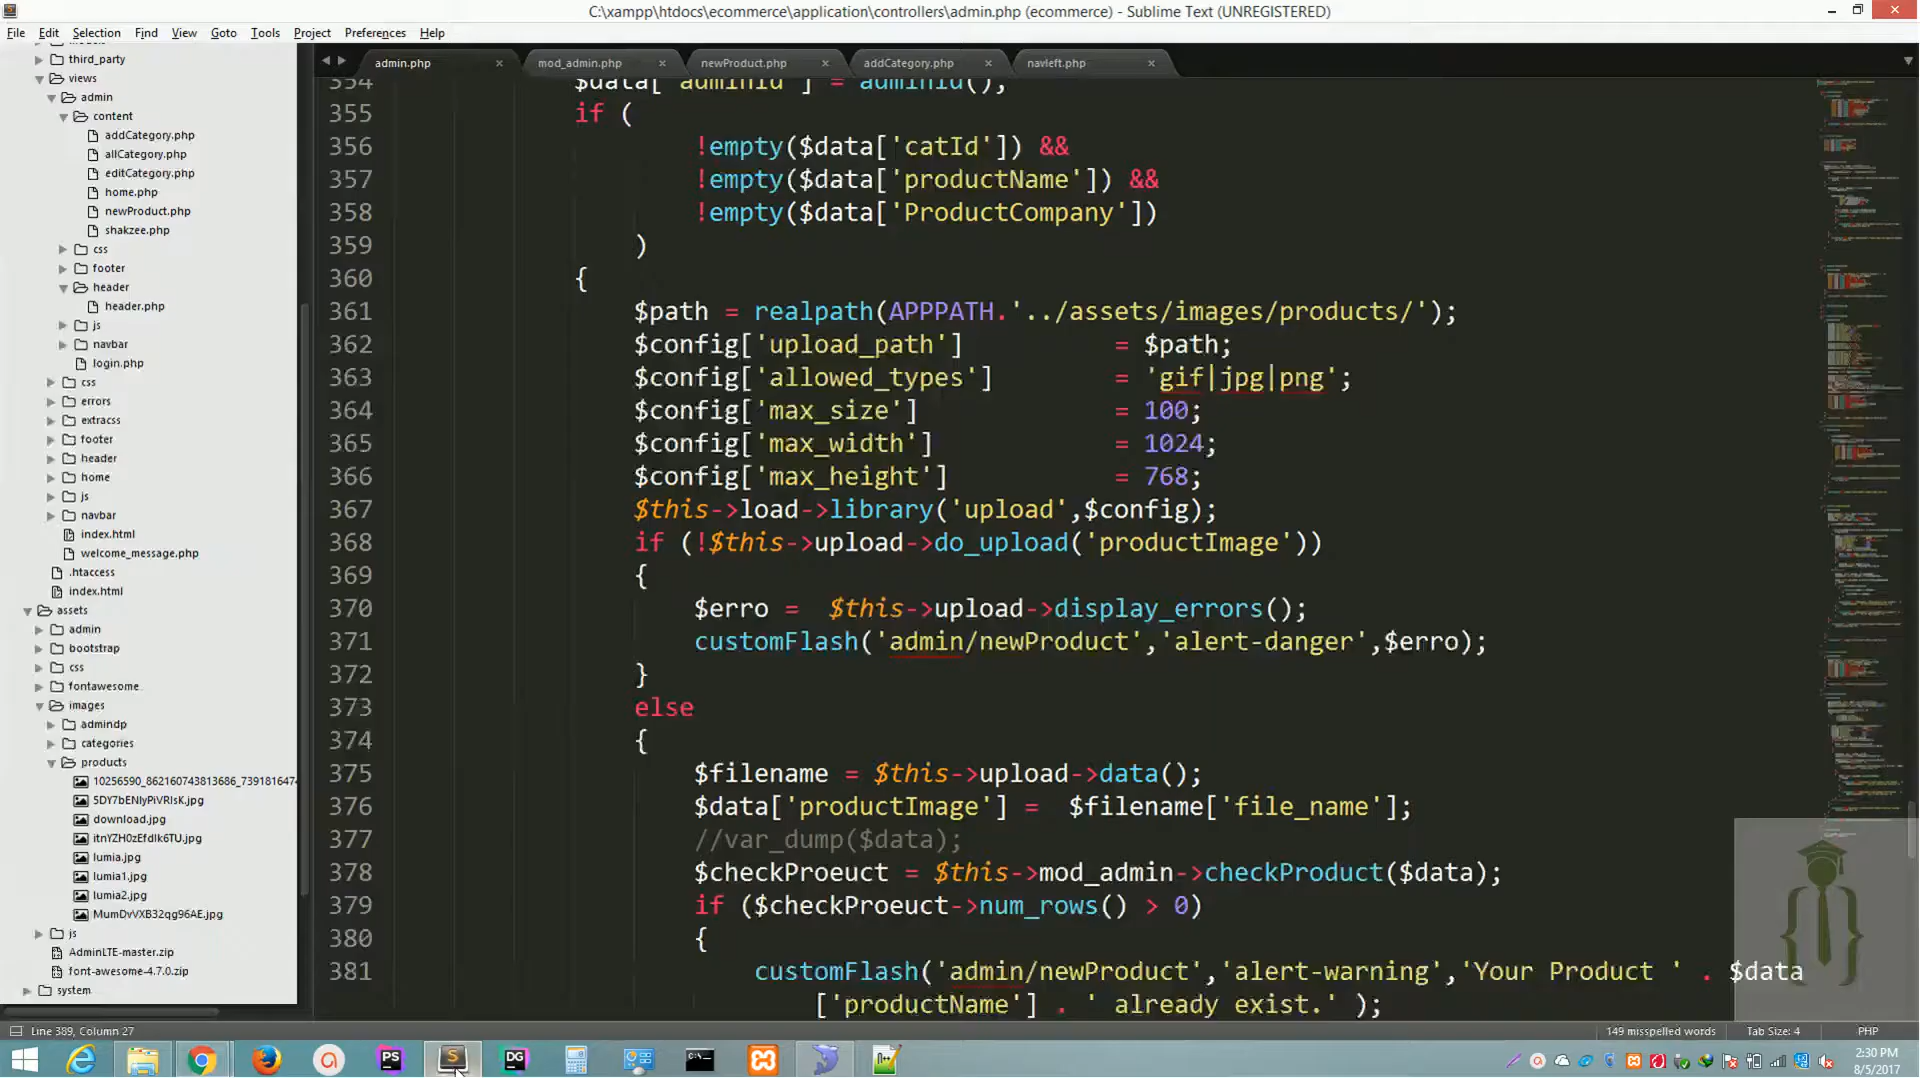 C:\xampp\htdocs\ecommerce\application\controllers\admin.php (ecommerce) - Sublime Text (UNREGISTERED)
File Edit Selection Find View Goto Tools Project Preferences Help
third_party
views
admin
content
addCategory.php
allCategory.php
editCategory.php
home.php
newProduct.php
shakzee.php
css
footer
header
header.php
js
navbar
login.php
css
errors
extracss
footer
header
home
js
navbar
index.html
welcome_message.php
.htaccess
index.html
assets
admin
bootstrap
css
fontawesome
images
admindp
categories
products
10256590_862160743813686_7391816474
5DY7bENIyPiVRIsK.jpg
download.jpg
itnYZH0zEfdIk6TU.jpg
lumia.jpg
lumia1.jpg
lumia2.jpg
MumDvVXB32qg96AE.jpg
js
AdminLTE-master.zip
font-awesome-4.7.0.zip
system
admin.php mod_admin.php newProduct.php addCategory.php navleft.php
354 $data['adminId'] = adminId();
355 if (
356 !empty($data['catId']) &&
357 !empty($data['productName']) &&
358 !empty($data['ProductCompany'])
359 )
360 {
361 $path = realpath(APPPATH.'../assets/images/products/');
362 $config['upload_path'] = $path;
363 $config['allowed_types'] = 'gif|jpg|png';
364 $config['max_size'] = 100;
365 $config['max_width'] = 1024;
366 $config['max_height'] = 768;
367 $this->load->library('upload',$config);
368 if (!$this->upload->do_upload('productImage'))
369 {
370 $erro = $this->upload->display_errors();
371 customFlash('admin/newProduct','alert-danger',$erro);
372 }
373 else
374 {
375 $filename = $this->upload->data();
376 $data['productImage'] = $filename['file_name'];
377 //var_dump($data);
378 $checkProeuct = $this->mod_admin->checkProduct($data);
379 if ($checkProeuct->num_rows() > 0)
380 {
381 customFlash('admin/newProduct','alert-warning','Your Product ' . $data
['productName'] . ' already exist.' );
Line 389, Column 27
149 misspelled words
Tab Size: 4
PHP
2:30 PM
8/5/2017